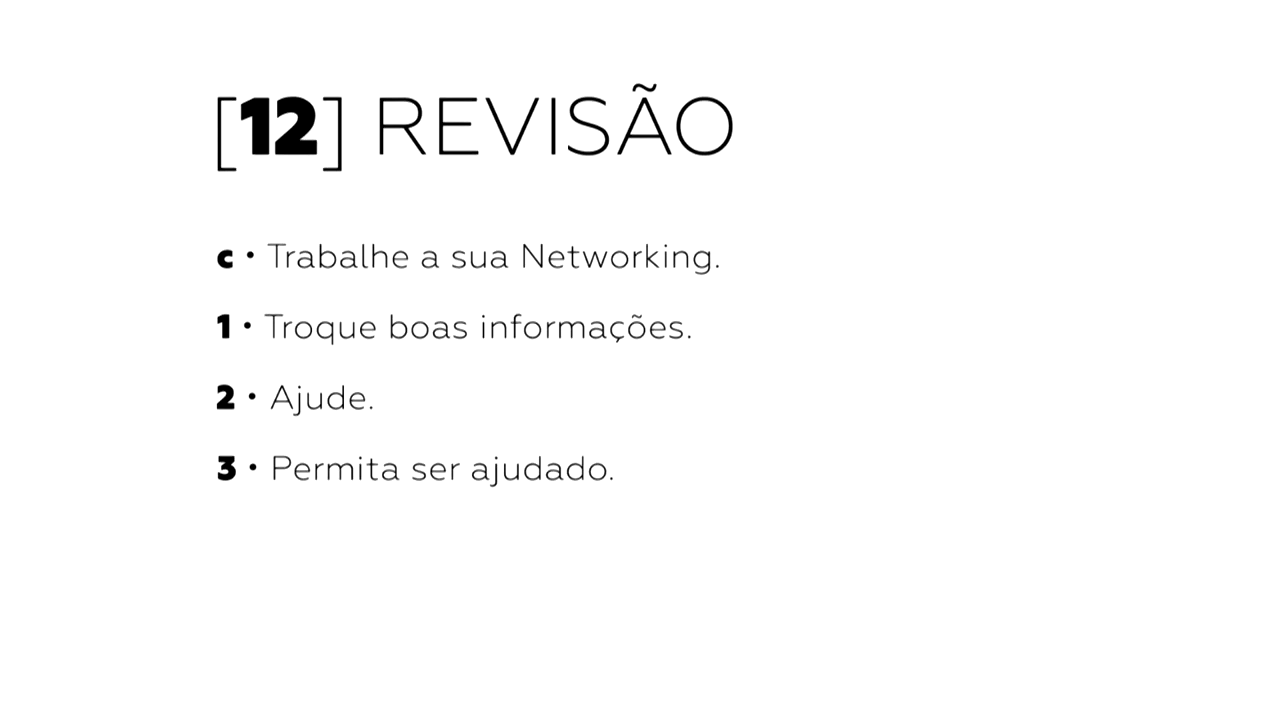 [12] REVISÃO
c • Trabalhe a sua Networking.
1 • Troque boas informações.
2 • Ajude.
3 • Permita ser ajudado.